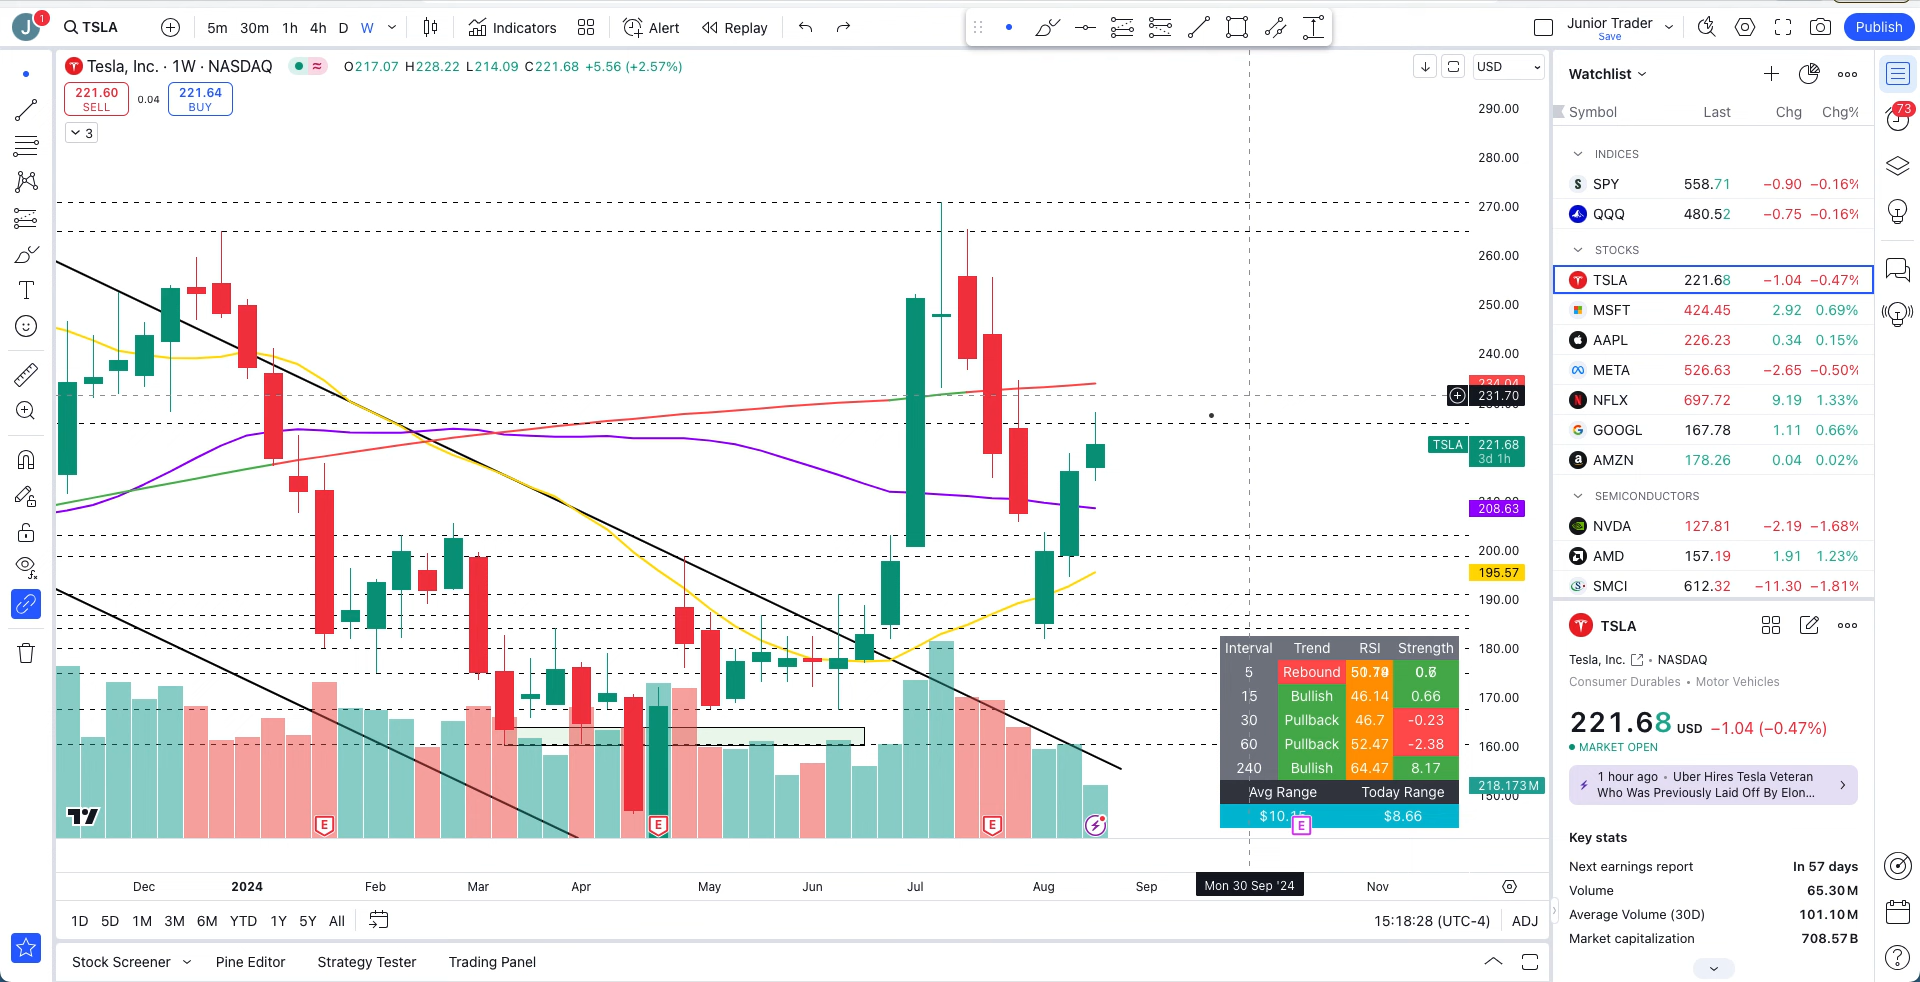 J 1 TSLA 5m 30m 1h 4h D W Indicators Alert Replay Junior Trader Save Publish
Tesla, Inc. · 1W · NASDAQ O217.07 H228.22 L214.09 C221.68 +5.56 (+2.57%)
USD
221.60 SELL 0.04 221.64 BUY
3
290.00
280.00
270.00
260.00
250.00
240.00
234.04
231.70
TSLA 221.68
3d 1h
208.63
200.00
195.57
190.00
180.00
170.00
160.00
218.173M
150.00
Interval Trend RSI Strength
5 Rebound
15 Bullish 46.14 0.66
30 Pullback 46.7 -0.23
60 Pullback 52.47 -2.38
240 Bullish 64.47 8.17
Avg Range Today Range
$8.66
E E E E
Dec 2024 Feb Mar Apr May Jun Jul Aug Sep Mon 30 Sep '24 Nov
1D 5D 1M 3M 6M YTD 1Y 5Y All 15:18:28 (UTC-4) ADJ
Stock Screener Pine Editor Strategy Tester Trading Panel
Watchlist
Symbol Last Chg Chg%
INDICES
SPY 558.71 −0.90 −0.16%
QQQ 480.52 −0.75 −0.16%
STOCKS
TSLA 221.68 −1.04 −0.47%
MSFT 424.45 2.92 0.69%
AAPL 226.23 0.34 0.15%
META 526.63 −2.65 −0.50%
NFLX 697.72 9.19 1.33%
GOOGL 167.78 1.11 0.66%
AMZN 178.26 0.04 0.02%
SEMICONDUCTORS
NVDA 127.81 −2.19 −1.68%
AMD 157.19 1.91 1.23%
SMCI 612.32 −11.30 −1.81%
TSLA
Tesla, Inc. • NASDAQ
Consumer Durables • Motor Vehicles
221.68 USD −1.04 (−0.47%)
MARKET OPEN
1 hour ago • Uber Hires Tesla Veteran
Who Was Previously Laid Off By Elon...
Key stats
Next earnings report In 57 days
Volume 65.30M
Average Volume (30D) 101.10M
Market capitalization 708.57B
73